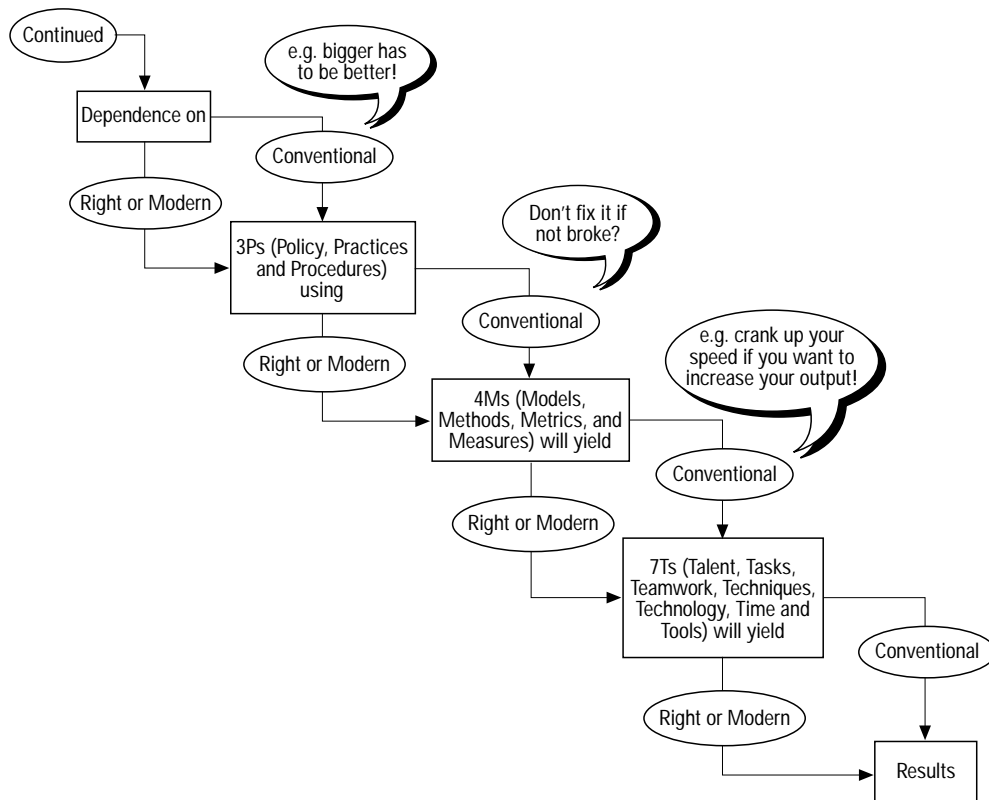 Continued
e.g. bigger has
to be better!
Dependence on
Conventional
Right or Modern
Don't fix it if
not broke?
3Ps (Policy, Practices
and Procedures)
using
Conventional
Right or Modern
e.g. crank up your
speed if you want to
increase your output!
4Ms (Models,
Methods, Metrics, and
Measures) will yield
Conventional
Right or Modern
7Ts (Talent, Tasks,
Teamwork, Techniques,
Technology, Time and
Tools) will yield
Conventional
Right or Modern
Results